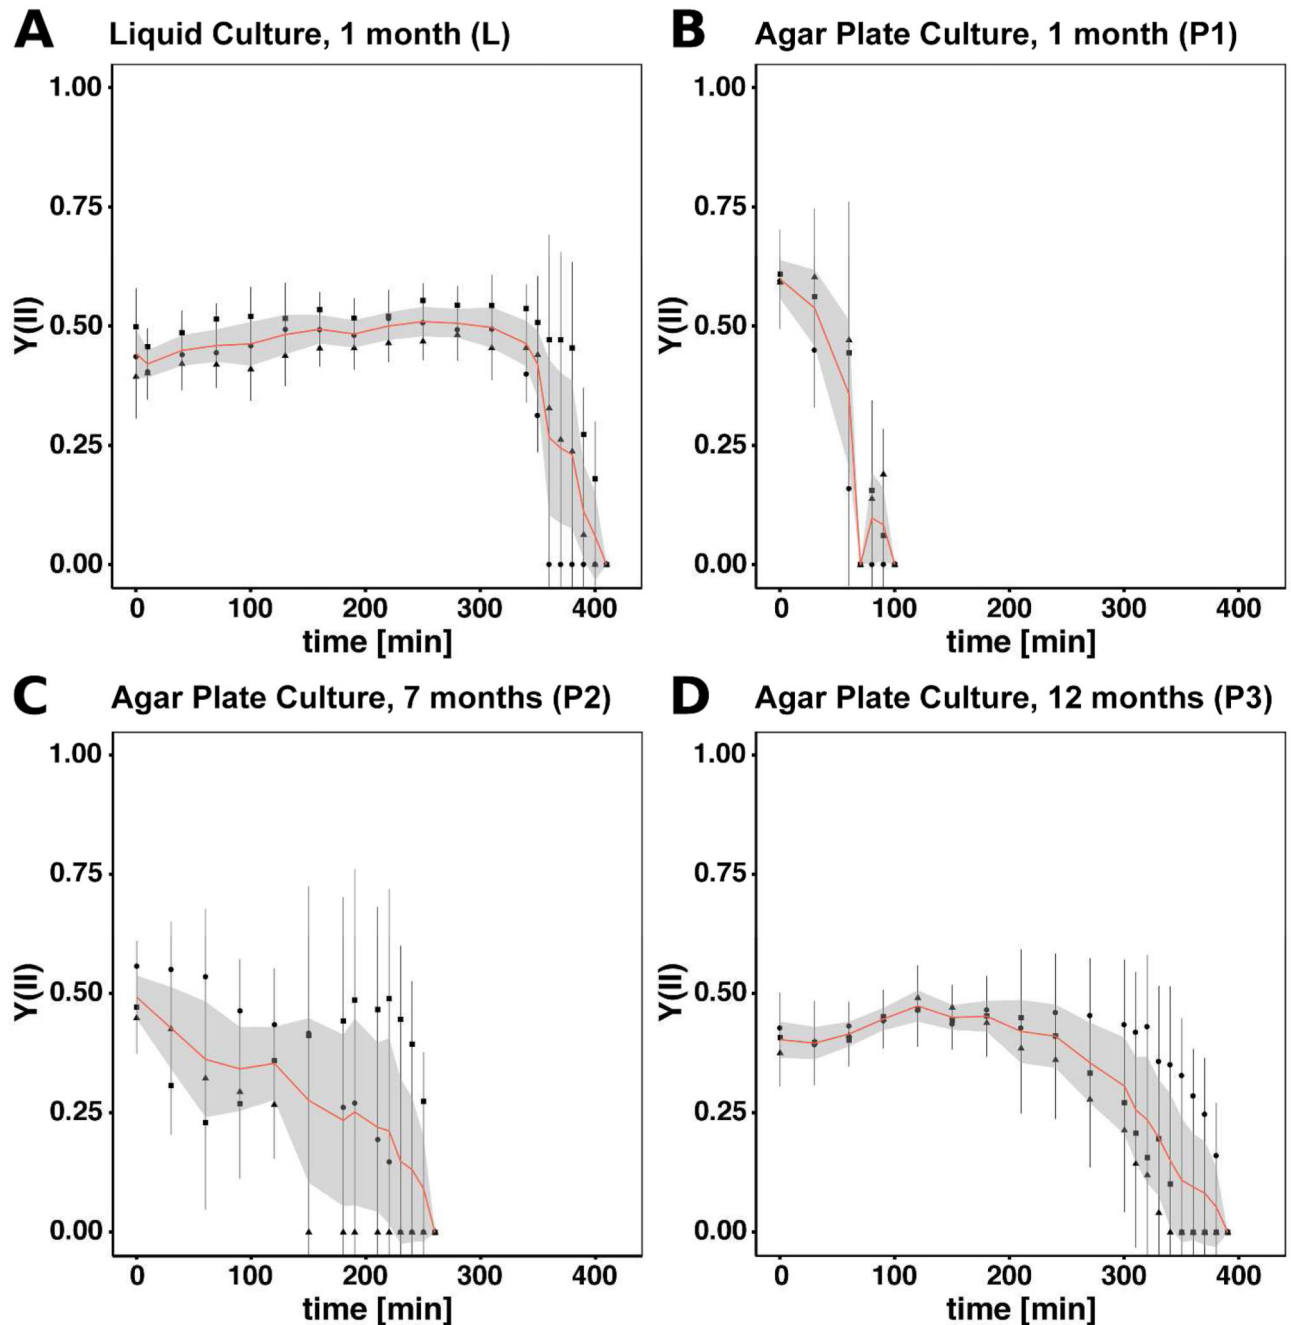 A Liquid Culture, 1 month (L)
1.00
0.75
0.50
0.25
0.00
Y(II)
0 100 200 300 400
time [min]
B Agar Plate Culture, 1 month (P1)
1.00
0.75
0.50
0.25
0.00
Y(II)
0 100 200 300 400
time [min]
C Agar Plate Culture, 7 months (P2)
1.00
0.75
0.50
0.25
0.00
Y(II)
0 100 200 300 400
time [min]
D Agar Plate Culture, 12 months (P3)
1.00
0.75
0.50
0.25
0.00
Y(II)
0 100 200 300 400
time [min]